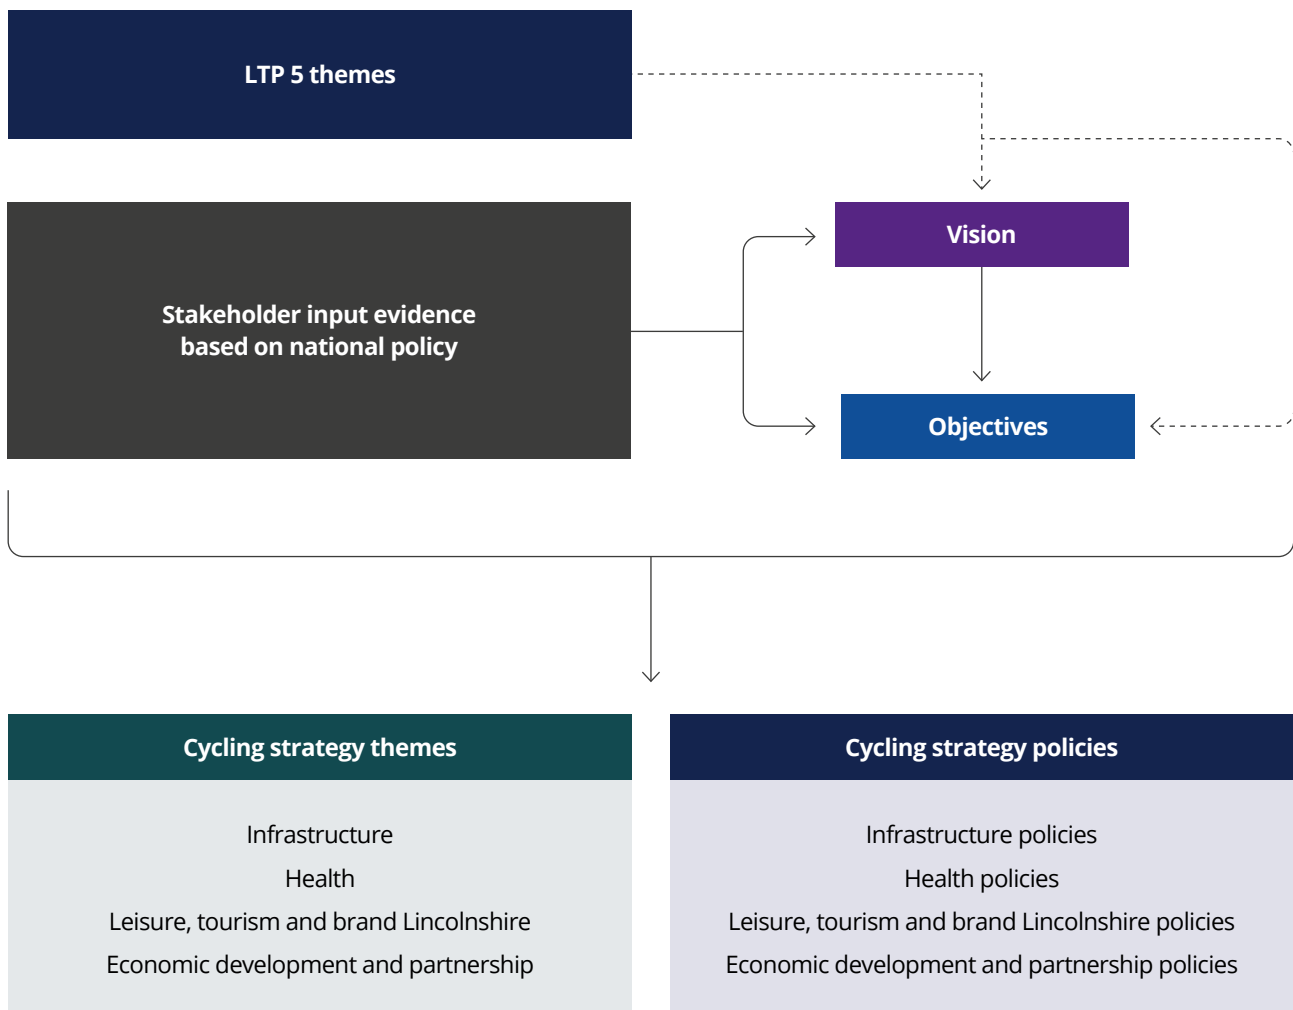 LTP 5 themes
Stakeholder input evidence
based on national policy
Vision
Objectives
Cycling strategy themes
Infrastructure
Health
Leisure, tourism and brand Lincolnshire
Economic development and partnership
Cycling strategy policies
Infrastructure policies
Health policies
Leisure, tourism and brand Lincolnshire policies
Economic development and partnership policies